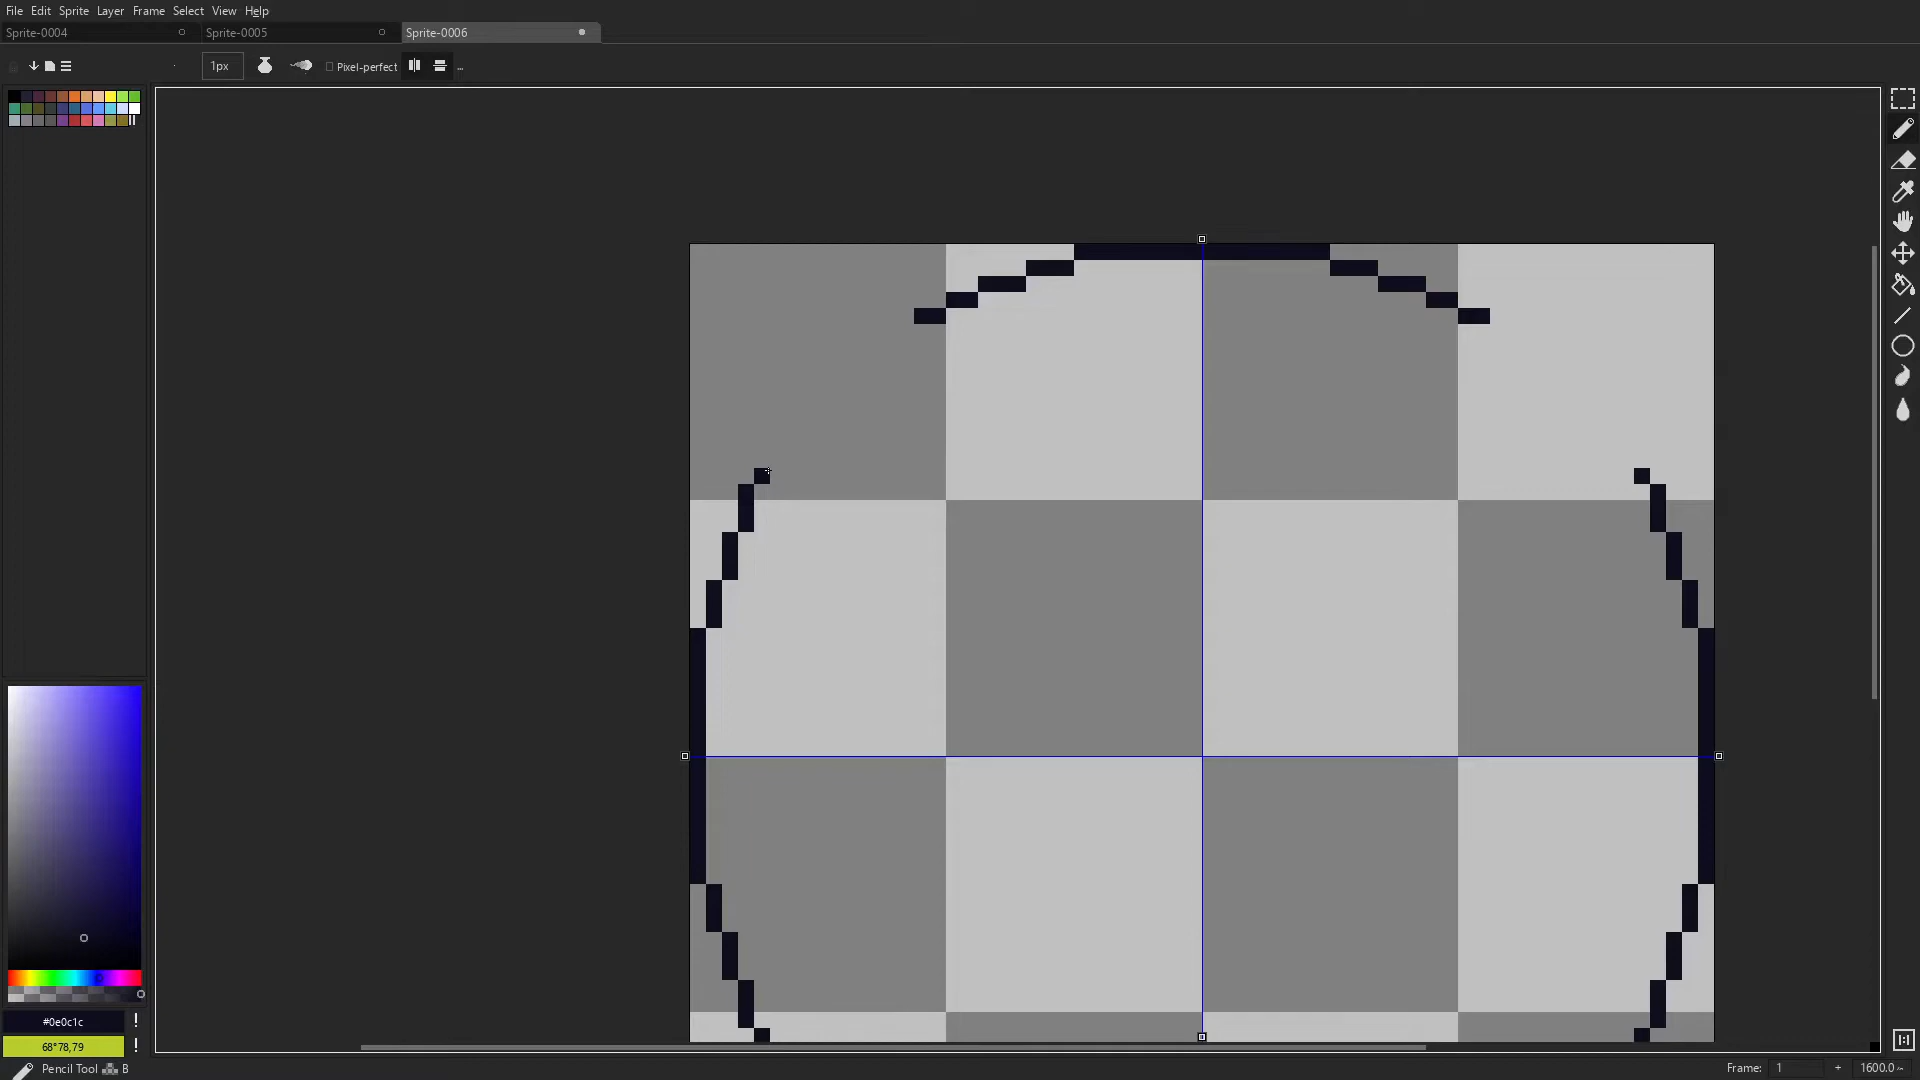 File Edit Sprite Layer Frame Select View Help
Sprite-0004 Sprite-0005 Sprite-0006
1px Pixel-perfect ...
#0e0c1c !
68°78,79 !
Pencil Tool B Frame: 1 + 1600.0